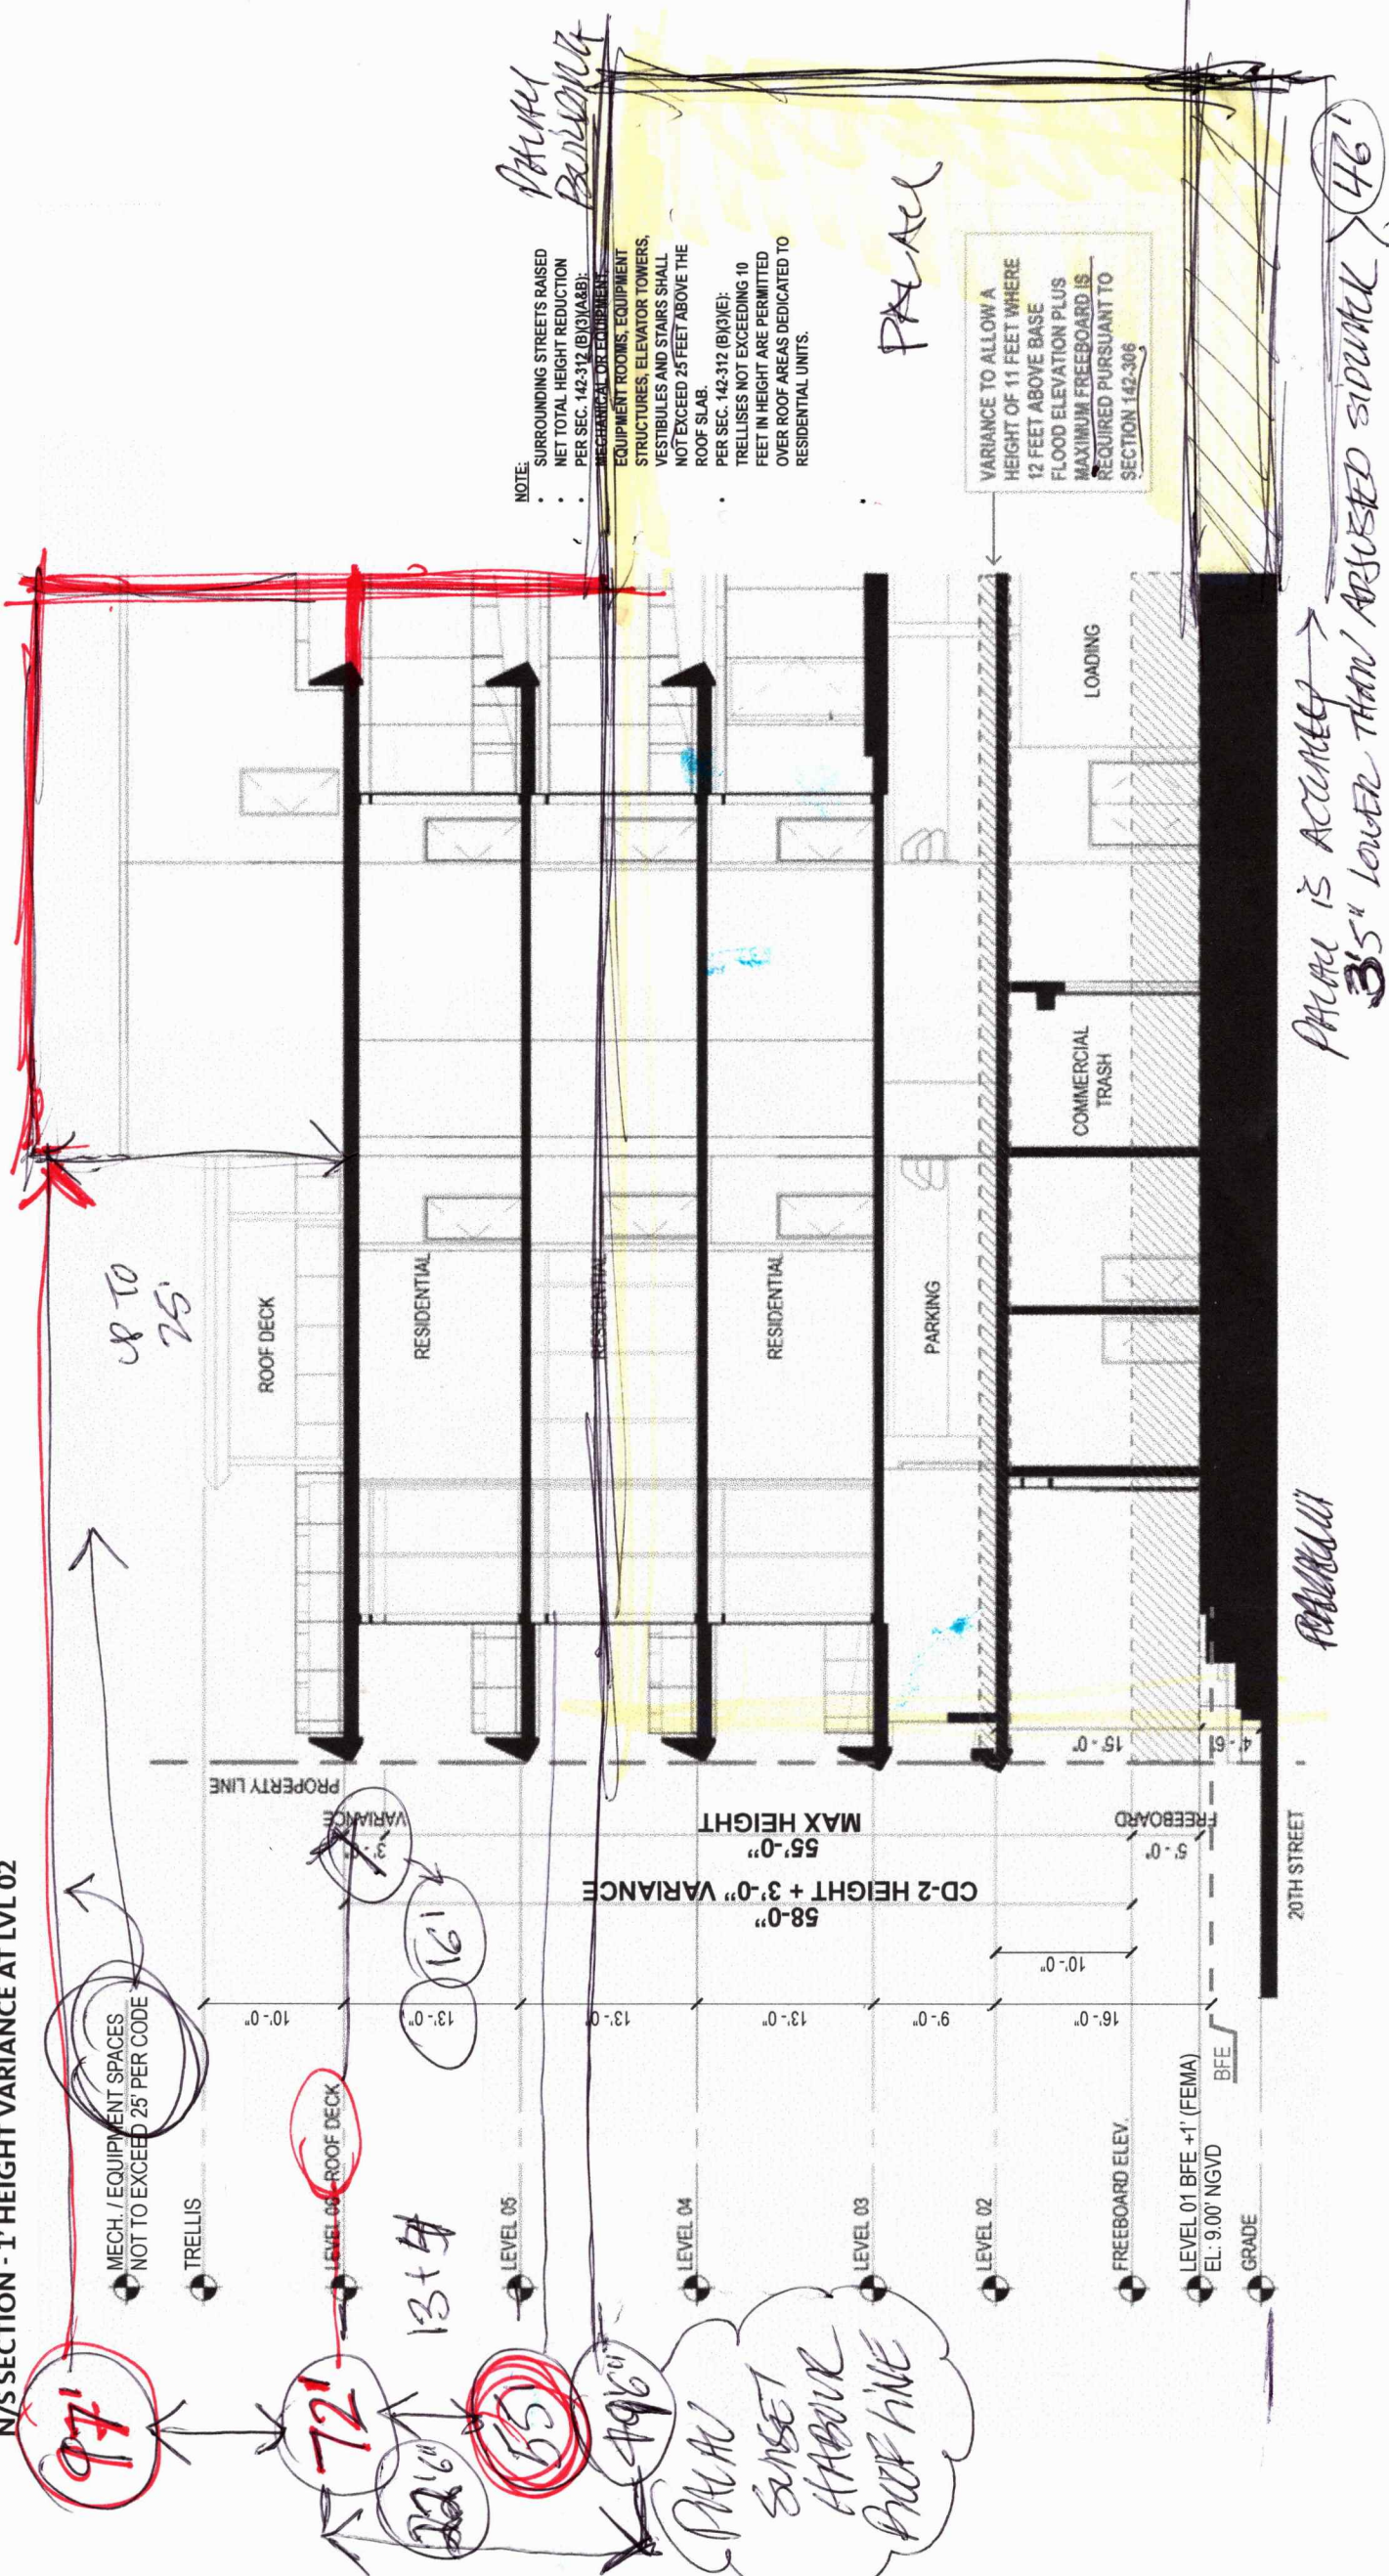 N/S SECTION - 1' HEIGHT VARIANCE AT LVL 02
97'
72'
22'6"
55'
49'6"
PALAU
SUNSET
HARBOUR
ROOF LINE
MECH. / EQUIPMENT SPACES
NOT TO EXCEED 25' PER CODE
TRELLIS
LEVEL 06 - ROOF DECK
13 + 4
LEVEL 05
LEVEL 04
LEVEL 03
LEVEL 02
FREEBOARD ELEV.
LEVEL 01 BFE +1' (FEMA)
EL: 9.00' NGVD
BFE
GRADE
10'-0"
13'-0"
16'
13'-0"
13'-0"
9'-0"
16'-0"
10'-0"
58'-0"
CD-2 HEIGHT + 3'-0" VARIANCE
55'-0"
MAX HEIGHT
3'-0"
VARIANCE
5'-0"
FREEBOARD
PROPERTY LINE
15'-0"
4'-6"
20TH STREET
UP TO
25'
ROOF DECK
RESIDENTIAL
RESIDENTIAL
RESIDENTIAL
PARKING
COMMERCIAL
TRASH
LOADING
PALAU
BUILDING
NOTE:
• SURROUNDING STREETS RAISED
• NET TOTAL HEIGHT REDUCTION
• PER SEC. 142-312 (B)(3)(A&B):
MECHANICAL OR EQUIPMENT,
EQUIPMENT ROOMS, EQUIPMENT
STRUCTURES, ELEVATOR TOWERS,
VESTIBULES AND STAIRS SHALL
NOT EXCEED 25 FEET ABOVE THE
ROOF SLAB.
• PER SEC. 142-312 (B)(3)(E):
TRELLISES NOT EXCEEDING 10
FEET IN HEIGHT ARE PERMITTED
OVER ROOF AREAS DEDICATED TO
RESIDENTIAL UNITS.
PALAU
VARIANCE TO ALLOW A
HEIGHT OF 11 FEET WHERE
12 FEET ABOVE BASE
FLOOD ELEVATION PLUS
MAXIMUM FREEBOARD IS
REQUIRED PURSUANT TO
SECTION 142-306
PALAU IS ACTUALLY
3'5" LOWER THAN ADJUSTED SIDEWALK 46'